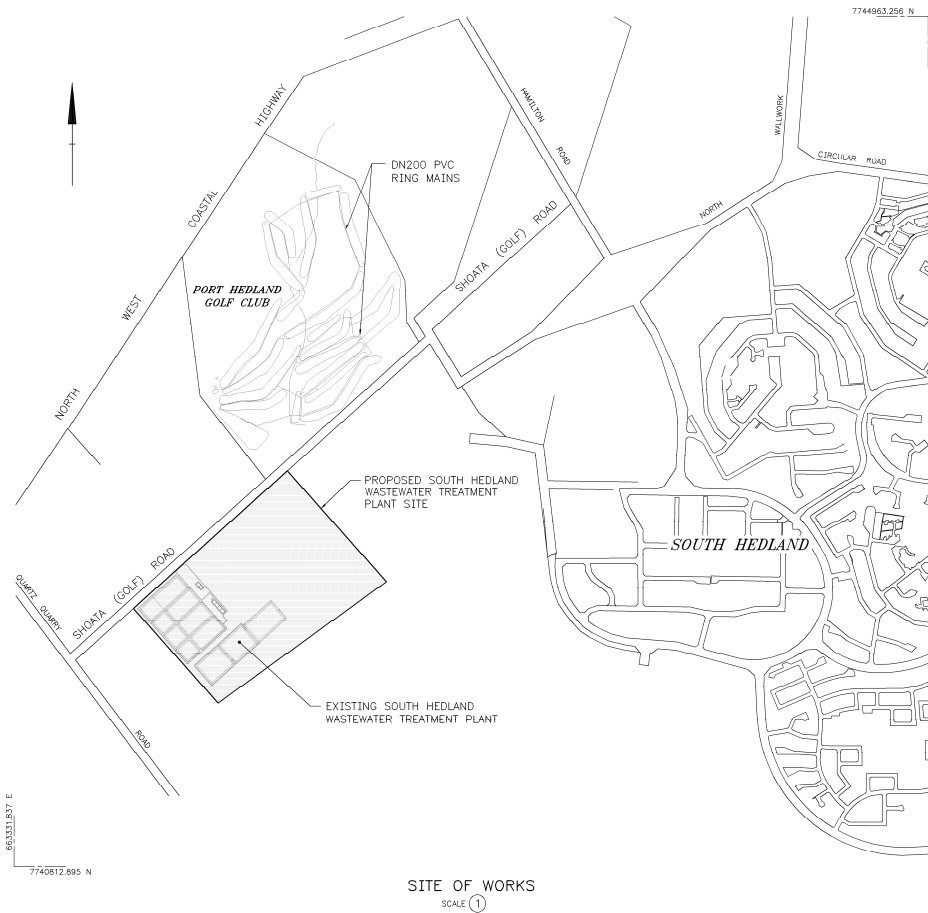 7744963.256 N
HIGHWAY
HAMILTON
ROAD
WALLWORK
CIRCULAR ROAD
DN200 PVC
RING MAINS
COASTAL
NORTH
SHOATA (GOLF) ROAD
PORT HEDLAND
GOLF CLUB
WEST
NORTH
PROPOSED SOUTH HEDLAND
WASTEWATER TREATMENT
PLANT SITE
SOUTH HEDLAND
SHOATA (GOLF) ROAD
QUARTZ QUARRY
ROAD
EXISTING SOUTH HEDLAND
WASTEWATER TREATMENT PLANT
663331.837 E
7740812.895 N
SITE OF WORKS
SCALE 1